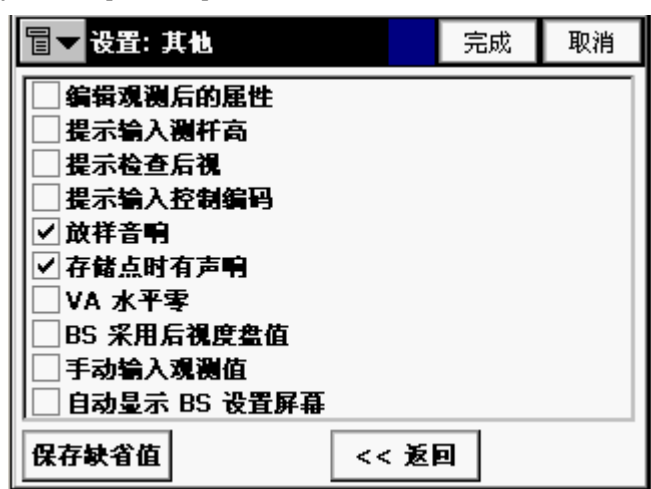 设置: 其他 完成 取消
编辑观测后的属性
提示输入测杆高
提示检查后视
提示输入控制编码
放样音响
存储点时有声响
VA 水平零
BS 采用后视度盘值
手动输入观测值
自动显示 BS 设置屏幕
保存缺省值 << 返回